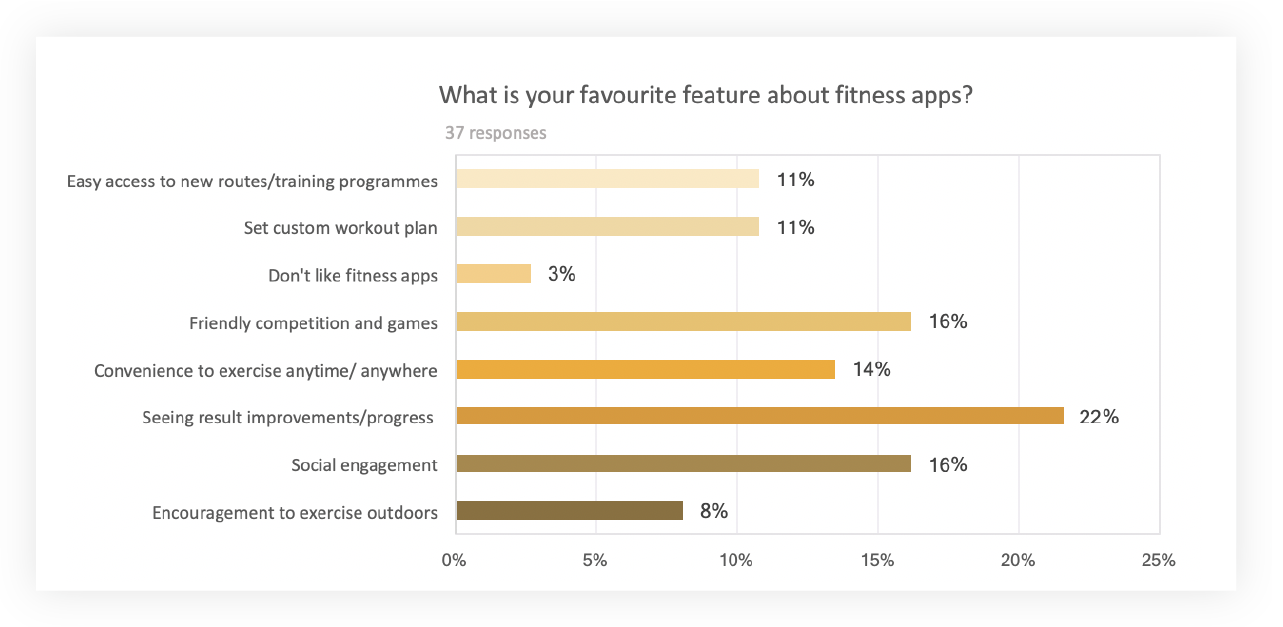 What is your favourite feature about fitness apps?
37 responses
Easy access to new routes/training programmes 11%
Set custom workout plan 11%
Don't like fitness apps 3%
Friendly competition and games 16%
Convenience to exercise anytime/ anywhere 14%
Seeing result improvements/progress 22%
Social engagement 16%
Encouragement to exercise outdoors 8%
0% 5% 10% 15% 20% 25%